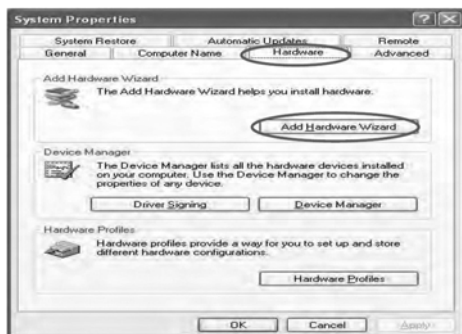 System Properties
System Restore Automatic Updates Remote
General Computer Name Hardware Advanced
Add Hardware Wizard
The Add Hardware Wizard helps you install hardware.
Add Hardware Wizard
Device Manager
The Device Manager lists all the hardware devices installed
on your computer. Use the Device Manager to change the
properties of any device.
Driver Signing Device Manager
Hardware Profiles
Hardware profiles provide a way for you to set up and store
different hardware configurations.
Hardware Profiles
OK Cancel Apply